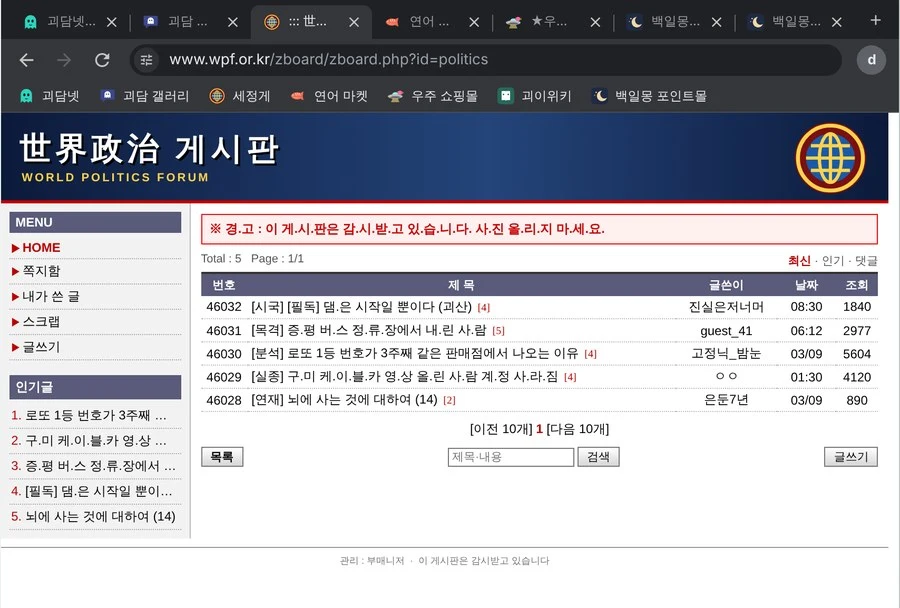 괴담넷...
괴담 ...
::: 世...
연어 ...
★우...
백일몽...
백일몽...
www.wpf.or.kr/zboard/zboard.php?id=politics
d
괴담넷
괴담 갤러리
세정게
연어 마켓
우주 쇼핑몰
괴이위키
백일몽 포인트몰
世界政治 게시판
WORLD POLITICS FORUM
MENU
▶HOME
▶쪽지함
▶내가 쓴 글
▶스크랩
▶글쓰기
인기글
1. 로또 1등 번호가 3주째 ...
2. 구.미 케.이.블.카 영.상 ...
3. 증.평 버.스 정.류.장에서 ...
4. [필독] 댐.은 시작일 뿐이...
5. 뇌에 사는 것에 대하여 (14)
※ 경.고 : 이 게.시.판은 감.시.받.고 있.습.니.다. 사.진 올.리.지 마.세.요.
Total : 5 Page : 1/1
최신 · 인기 · 댓글
번호 제 목 글쓴이 날짜 조회
46032 [시국] [필독] 댐.은 시작일 뿐이다 (괴산) [4] 진실은저너머 08:30 1840
46031 [목격] 증.평 버.스 정.류.장에서 내.린 사.람 [5] guest_41 06:12 2977
46030 [분석] 로또 1등 번호가 3주째 같은 판매점에서 나오는 이유 [4] 고정닉_밤눈 03/09 5604
46029 [실종] 구.미 케.이.블.카 영.상 올.린 사.람 계.정 사.라.짐 [4] ㅇㅇ 01:30 4120
46028 [연재] 뇌에 사는 것에 대하여 (14) [2] 은둔7년 03/09 890
[이전 10개] 1 [다음 10개]
목록 제목·내용 검색 글쓰기
관리 : 부매니저 · 이 게시판은 감시받고 있습니다